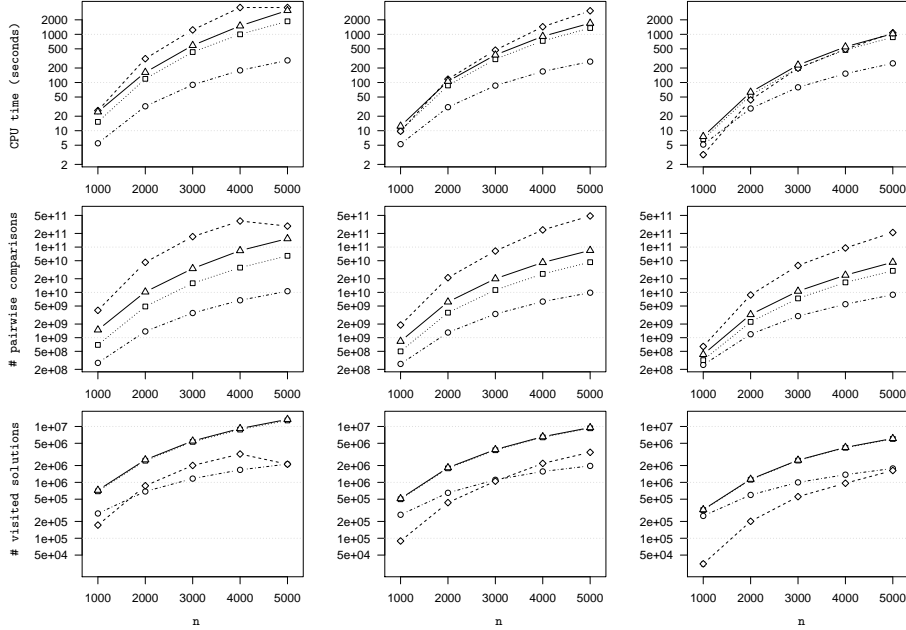 CPU time (seconds)
2000
1000
500
200
100
50
20
10
5
2
1000 2000 3000 4000 5000
2000
1000
500
200
100
50
20
10
5
2
1000 2000 3000 4000 5000
2000
1000
500
200
100
50
20
10
5
2
1000 2000 3000 4000 5000
# pairwise comparisons
5e+11
2e+11
1e+11
5e+10
2e+10
1e+10
5e+09
2e+09
1e+09
5e+08
2e+08
1000 2000 3000 4000 5000
5e+11
2e+11
1e+11
5e+10
2e+10
1e+10
5e+09
2e+09
1e+09
5e+08
2e+08
1000 2000 3000 4000 5000
5e+11
2e+11
1e+11
5e+10
2e+10
1e+10
5e+09
2e+09
1e+09
5e+08
2e+08
1000 2000 3000 4000 5000
# visited solutions
1e+07
5e+06
2e+06
1e+06
5e+05
2e+05
1e+05
5e+04
1000 2000 3000 4000 5000
n
1e+07
5e+06
2e+06
1e+06
5e+05
2e+05
1e+05
5e+04
1000 2000 3000 4000 5000
n
1e+07
5e+06
2e+06
1e+06
5e+05
2e+05
1e+05
5e+04
1000 2000 3000 4000 5000
n